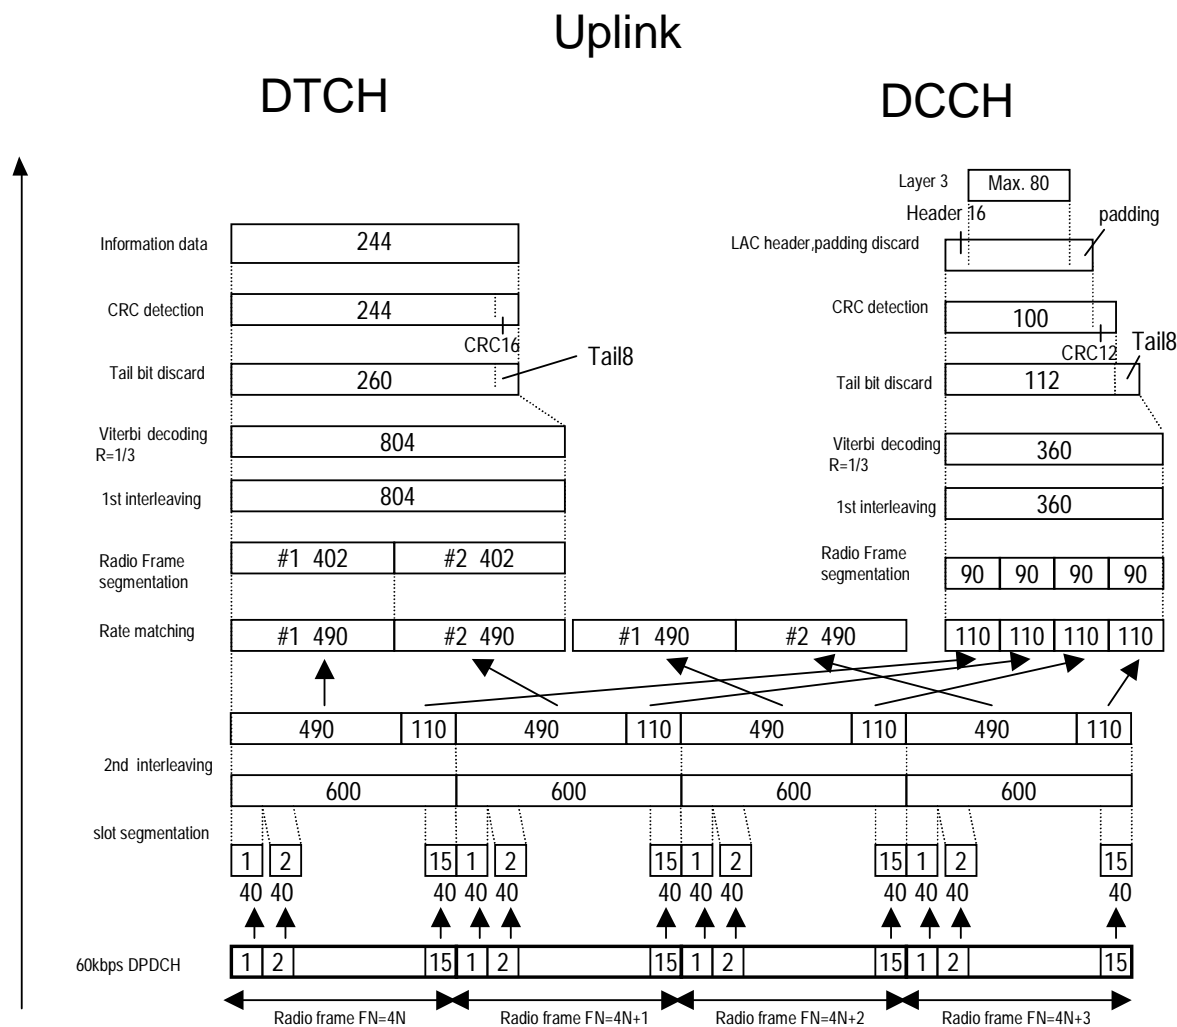 Uplink
DTCH
DCCH
Layer 3
Max. 80
Header 16
padding
Information data
244
LAC header,padding discard
CRC detection
244
CRC16
CRC detection
100
CRC12
Tail8
Tail8
Tail bit discard
260
Tail bit discard
112
Viterbi decoding
R=1/3
804
Viterbi decoding
R=1/3
360
1st interleaving
804
1st interleaving
360
Radio Frame
segmentation
#1 402
#2 402
Radio Frame
segmentation
90 90 90 90
Rate matching
#1 490
#2 490
#1 490
#2 490
110 110 110 110
490 110 490 110 490 110 490 110
2nd interleaving
600 600 600 600
slot segmentation
1 2 15 1 2 15 1 2 15 1 2 15
40 40 40 40 40 40 40 40 40 40 40 40
60kbps DPDCH
1 2 15 1 2 15 1 2 15 1 2 15
Radio frame FN=4N
Radio frame FN=4N+1
Radio frame FN=4N+2
Radio frame FN=4N+3